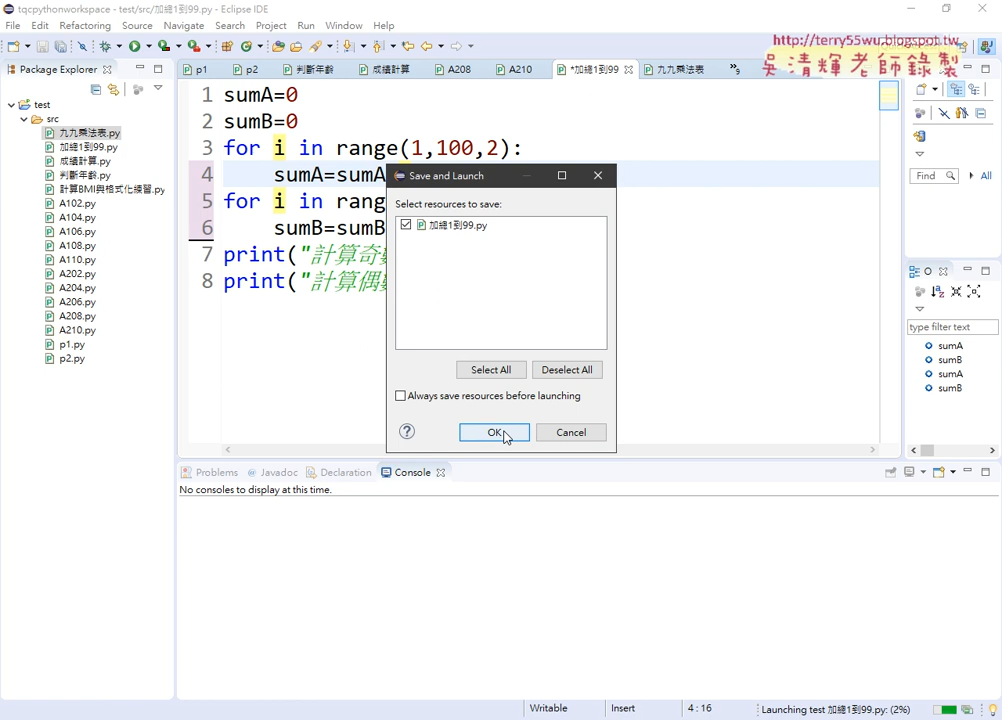 tqcpythonworkspace - test/src/加總1到99.py - Eclipse IDE
File Edit Refactoring Source Navigate Search Project Run Window Help
http://terry55wu.blogspot.tw
吳清輝老師錄製
Package Explorer
p1 p2 判斷年齡 成績計算 A208 A210 *加總1到99 九九乘法表 »9
test
src
九九乘法表.py
加總1到99.py
成績計算.py
判斷年齡.py
計算BMI與格式化練習.py
A102.py
A104.py
A106.py
A108.py
A110.py
A202.py
A204.py
A206.py
A208.py
A210.py
p1.py
p2.py
1 sumA=0
2 sumB=0
3 for i in range(1,100,2):
4 sumA=sumA
5 for i in rang
6 sumB=sumB
7 print("計算奇
8 print("計算偶
Save and Launch
Select resources to save:
加總1到99.py
Select All Deselect All
Always save resources before launching
OK Cancel
Find All
O
type filter text
sumA
sumB
sumA
sumB
Problems Javadoc Declaration Console
No consoles to display at this time.
Writable Insert 4 : 16 Launching test 加總1到99.py: (2%)